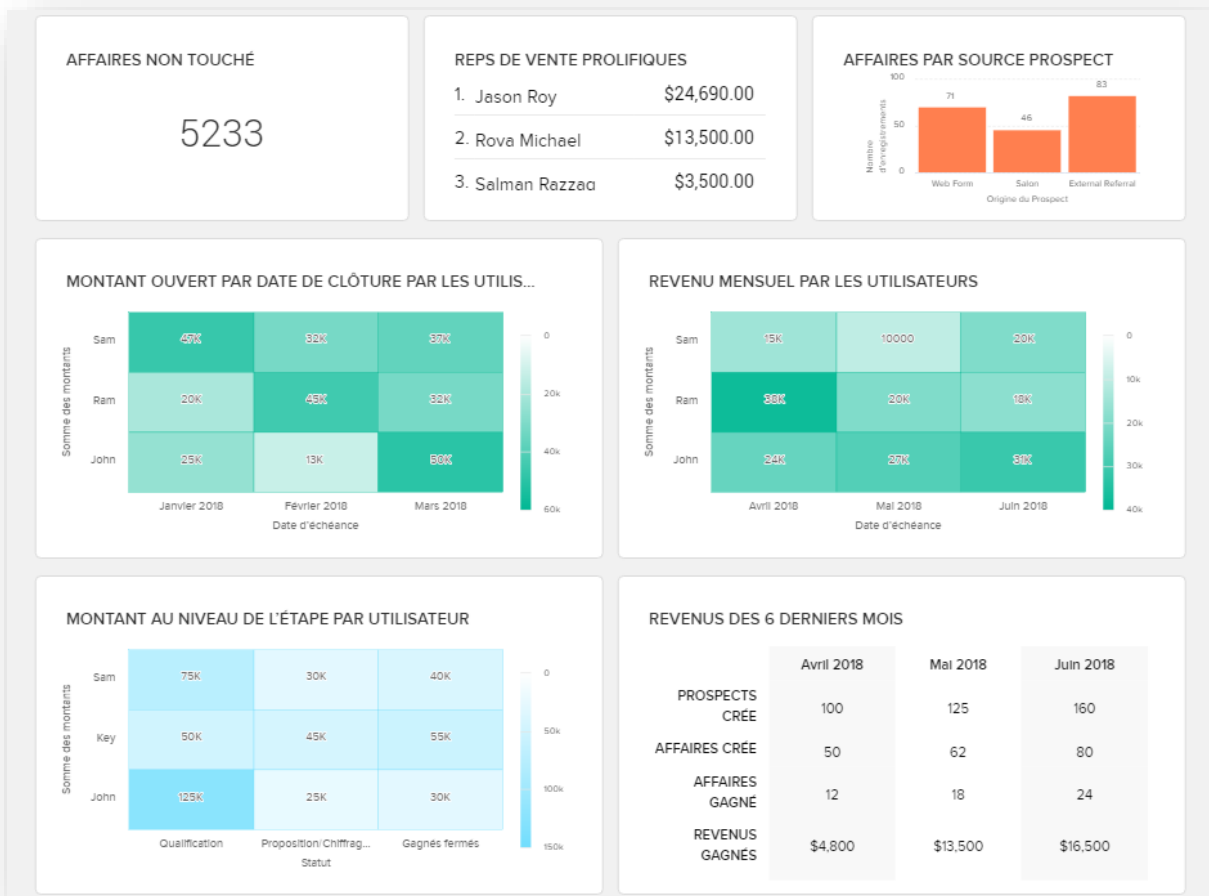 AFFAIRES NON TOUCHÉ
5233
REPS DE VENTE PROLIFIQUES
1. Jason Roy $24,690.00
2. Rova Michael $13,500.00
3. Salman Razzaq $3,500.00
AFFAIRES PAR SOURCE PROSPECT
Nombre
d'enregistrements
100
50
0
71
46
83
Web Form Salon External Referral
Origine du Prospect
MONTANT OUVERT PAR DATE DE CLÔTURE PAR LES UTILIS...
Somme des montants
Sam 47K 32K 37K
Ram 20K 45K 32K
John 25K 13K 50K
Janvier 2018 Février 2018 Mars 2018
Date d'échéance
0
20k
40k
60k
REVENU MENSUEL PAR LES UTILISATEURS
Somme des montants
Sam 15K 10000 20K
Ram 38K 20K 18K
John 24K 27K 31K
Avril 2018 Mai 2018 Juin 2018
Date d'échéance
0
10k
20k
30k
40k
MONTANT AU NIVEAU DE L'ÉTAPE PAR UTILISATEUR
Somme des montants
Sam 75K 30K 40K
Key 50K 45K 55K
John 125K 25K 30K
Qualification Proposition/Chiffrag... Gagnés fermés
Statut
0
50k
100k
150k
REVENUS DES 6 DERNIERS MOIS
Avril 2018 Mai 2018 Juin 2018
PROSPECTS
CRÉE 100 125 160
AFFAIRES CRÉE 50 62 80
AFFAIRES
GAGNÉ 12 18 24
REVENUS
GAGNÉS $4,800 $13,500 $16,500